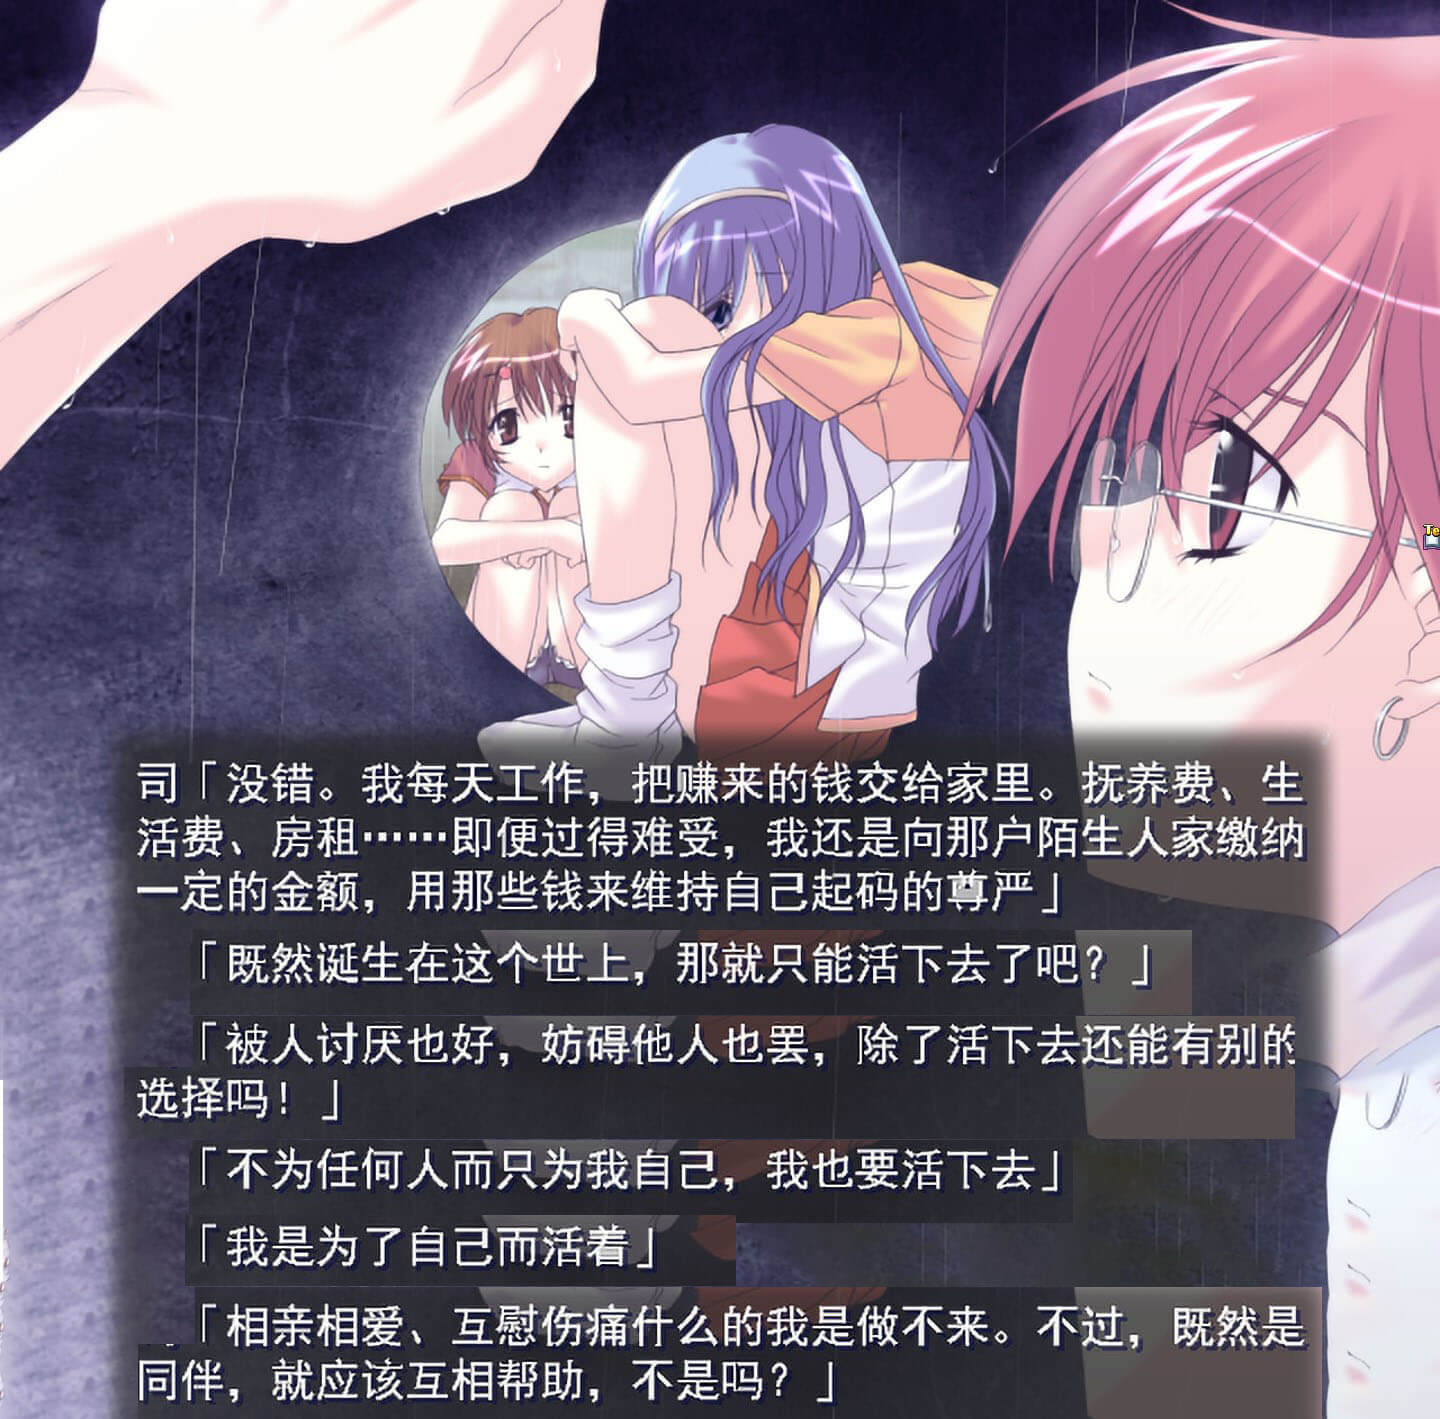 司「没错。我每天工作，把赚来的钱交给家里。抚养费、生
活费、房租……即便过得难受，我还是向那户陌生人家缴纳
一定的金额，用那些钱来维持自己起码的尊严」
「既然诞生在这个世上，那就只能活下去了吧？」
「被人讨厌也好，妨碍他人也罢，除了活下去还能有别的
选择吗！」
「不为任何人而只为我自己，我也要活下去」
「我是为了自己而活着」
「相亲相爱、互慰伤痛什么的我是做不来。不过，既然是
同伴，就应该互相帮助，不是吗？」
Te